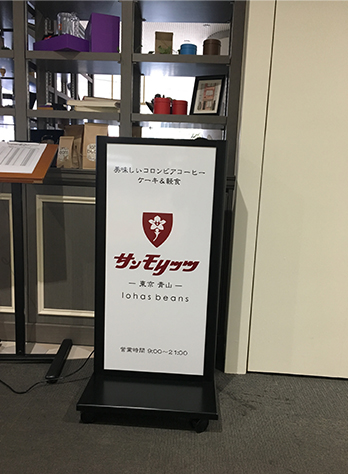 美味しいコロンビアコーヒー
ケーキ&軽食
サンモリッツ
— 東京 青山 —
lohas beans
営業時間 9:00〜21:00